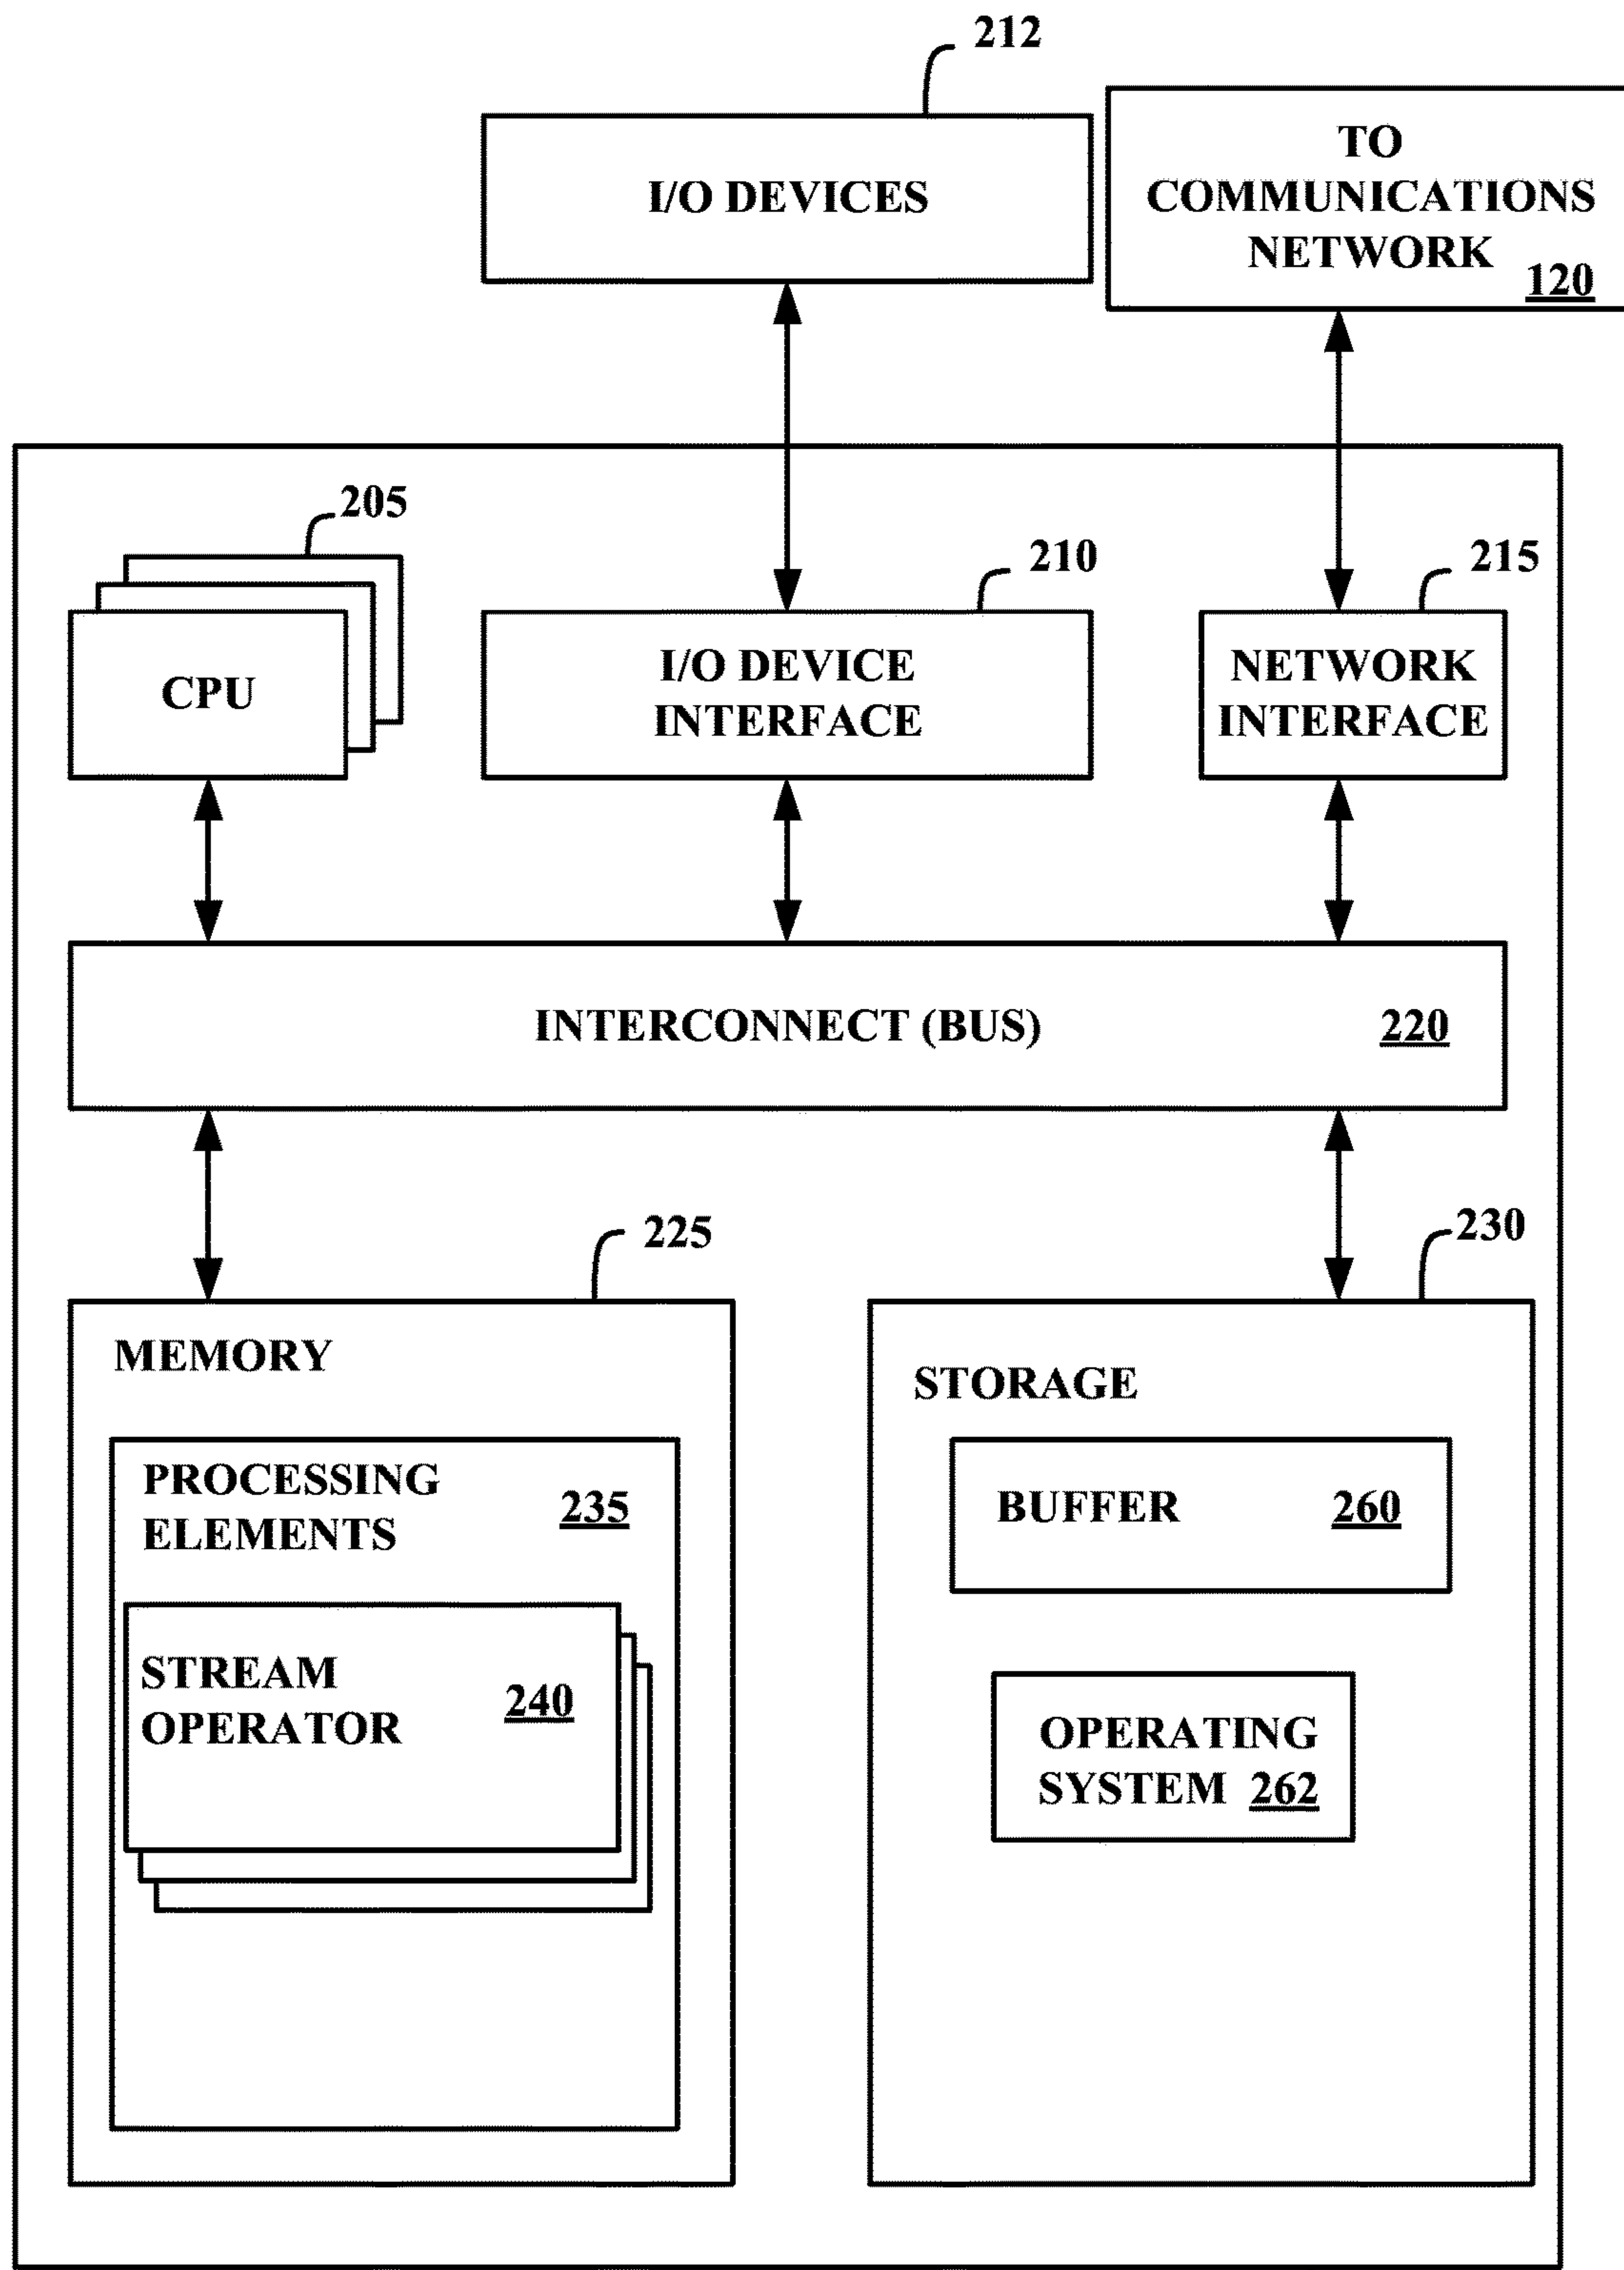 212
I/O DEVICES
TO
COMMUNICATIONS
NETWORK
120
205
CPU
210
I/O DEVICE
INTERFACE
215
NETWORK
INTERFACE
INTERCONNECT (BUS) 220
225
MEMORY
PROCESSING
ELEMENTS
235
STREAM
OPERATOR
240
230
STORAGE
BUFFER 260
OPERATING
SYSTEM 262